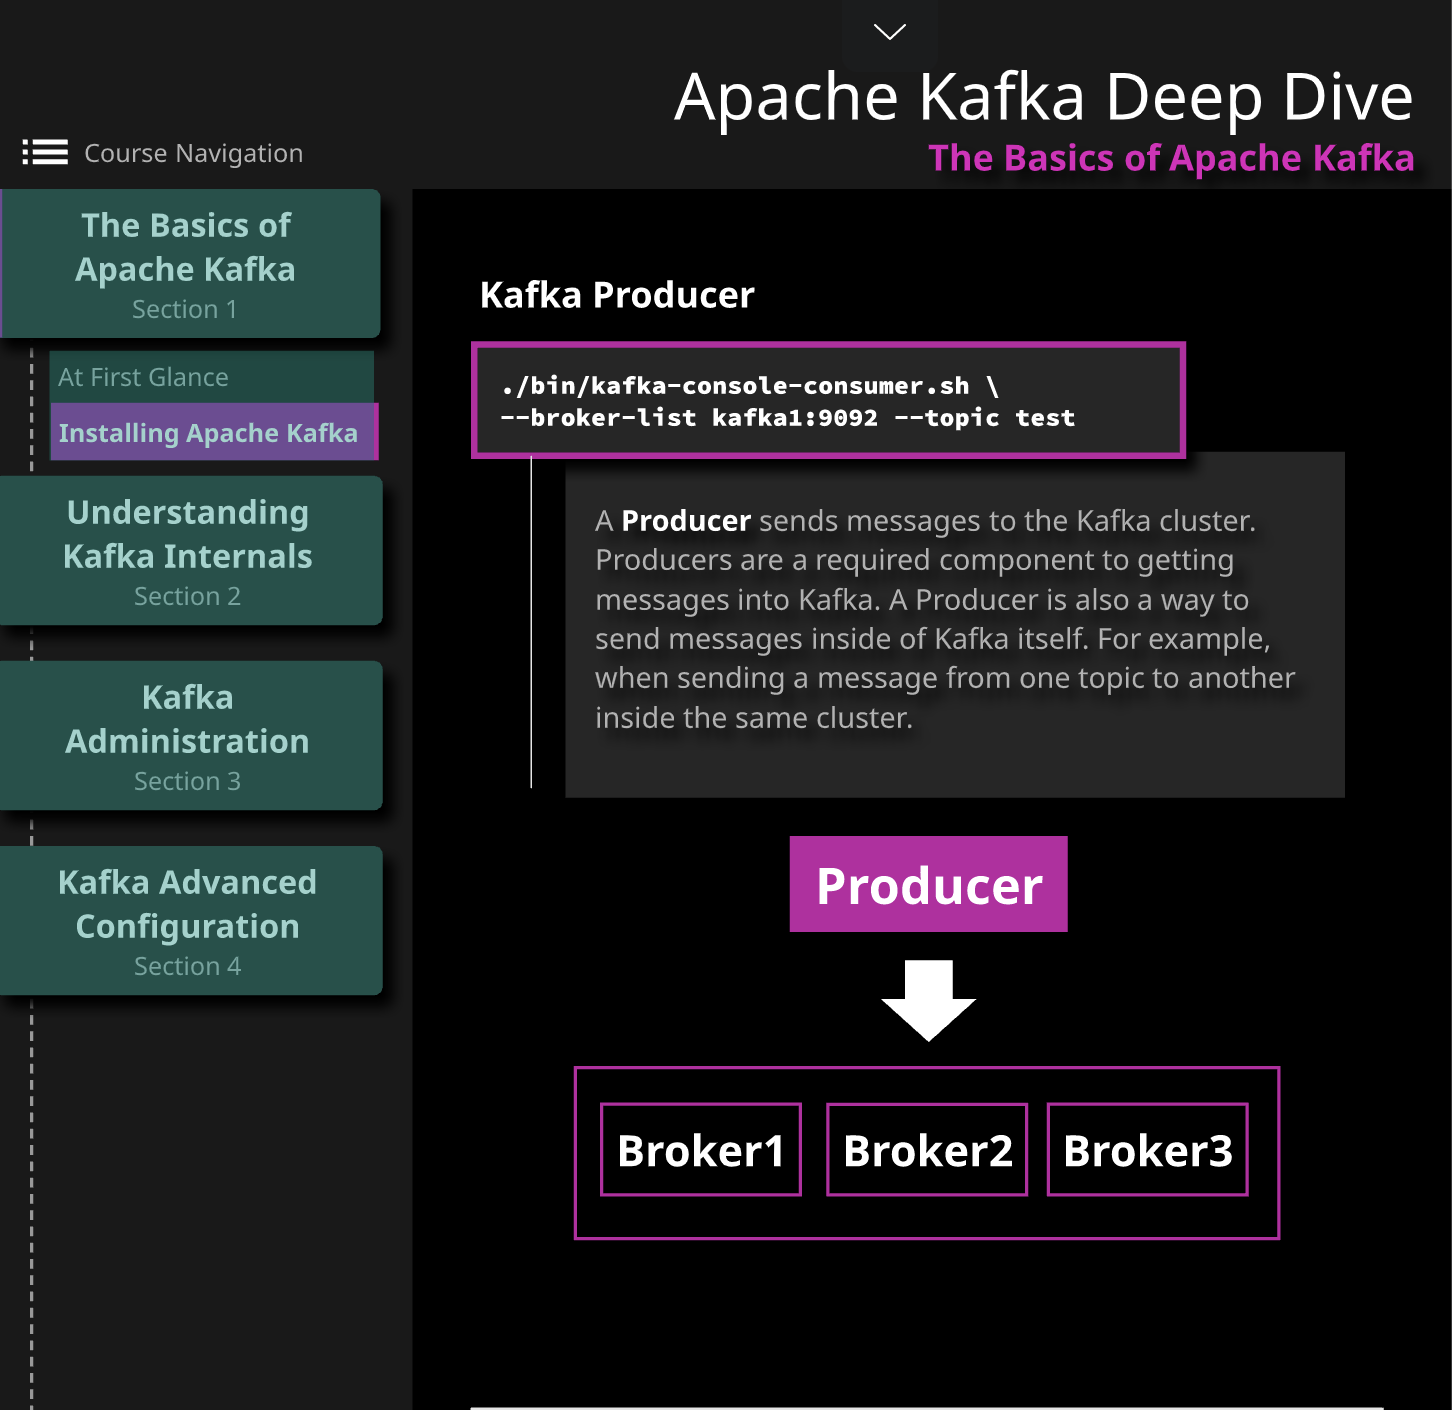 Apache Kafka Deep Dive
The Basics of Apache Kafka
Course Navigation
The Basics of
Apache Kafka
Section 1
At First Glance
Installing Apache Kafka
Understanding
Kafka Internals
Section 2
Kafka
Administration
Section 3
Kafka Advanced
Configuration
Section 4
Kafka Producer
./bin/kafka-console-consumer.sh \
--broker-list kafka1:9092 --topic test
A Producer sends messages to the Kafka cluster.
Producers are a required component to getting
messages into Kafka. A Producer is also a way to
send messages inside of Kafka itself. For example,
when sending a message from one topic to another
inside the same cluster.
Producer
Broker1
Broker2
Broker3